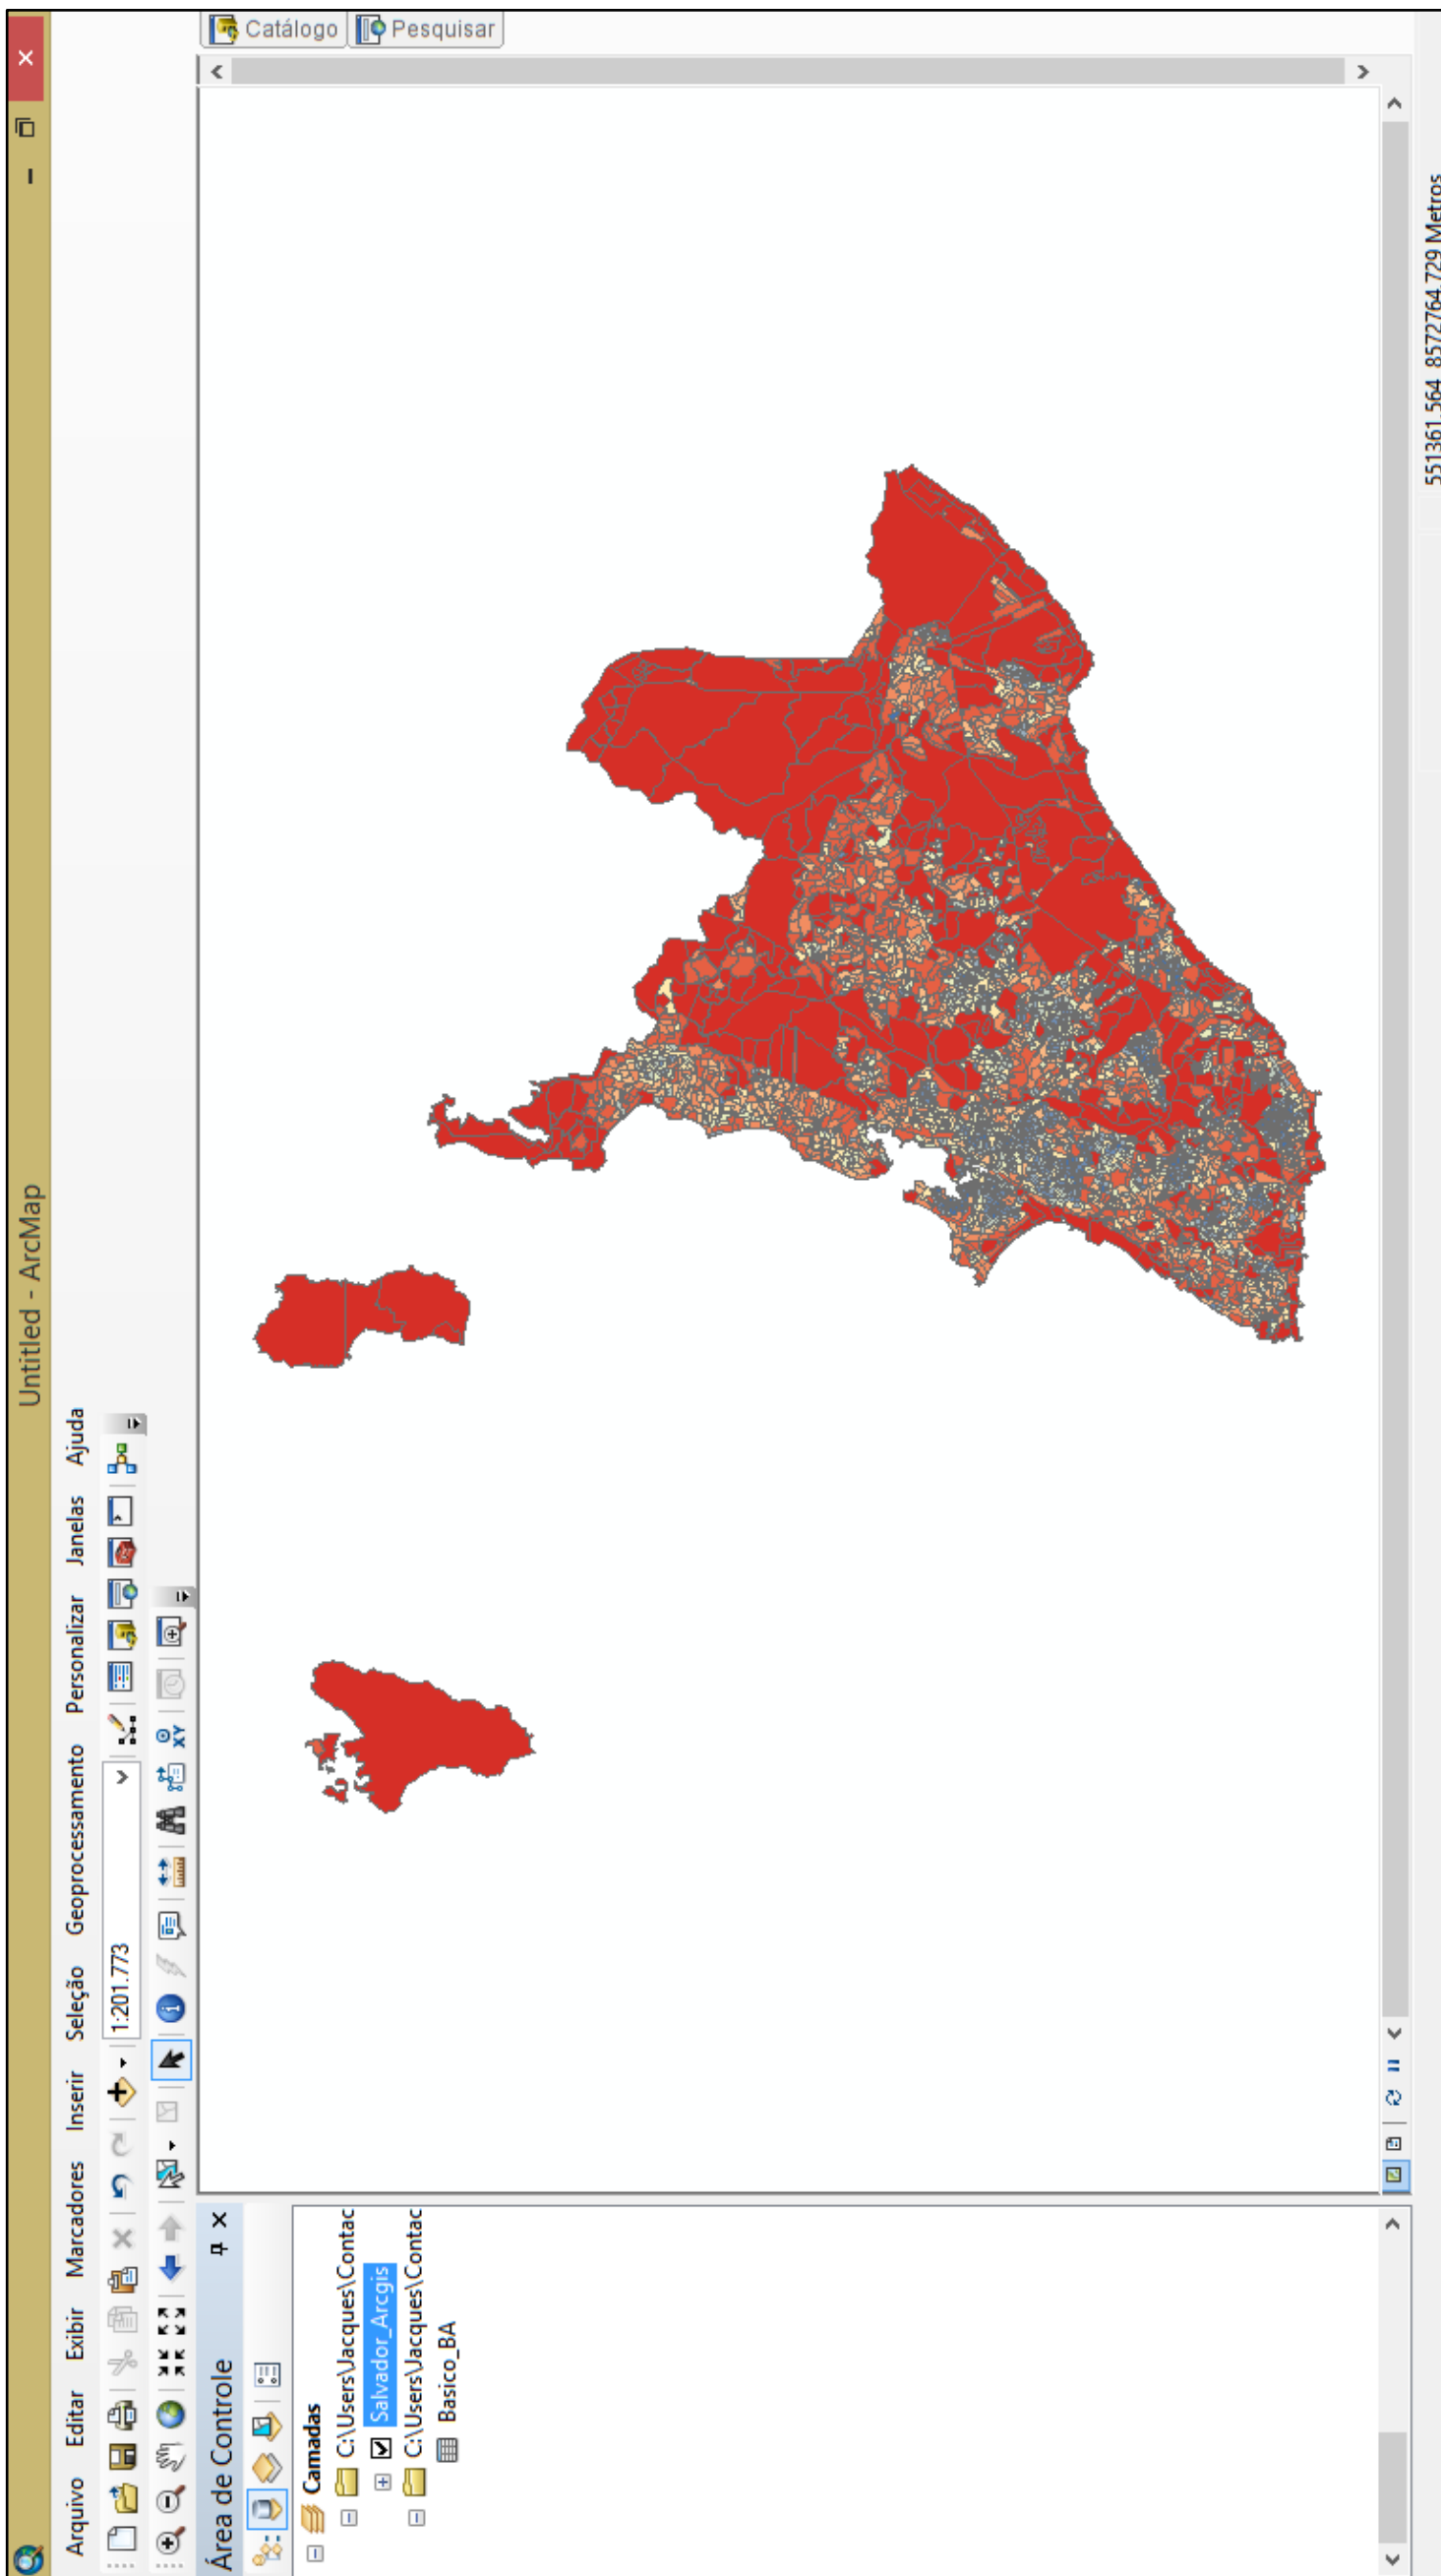 Untitled - ArcMap
Arquivo Editar Exibir Marcadores Inserir Seleção Geoprocessamento Personalizar Janelas Ajuda
1:201.773
XY
Área de Controle
Camadas
C:\Users\Jacques\Contac
Salvador_Arcgis
C:\Users\Jacques\Contac
Basico_BA
Catálogo
Pesquisar
551361,564 8572764,729 Metros